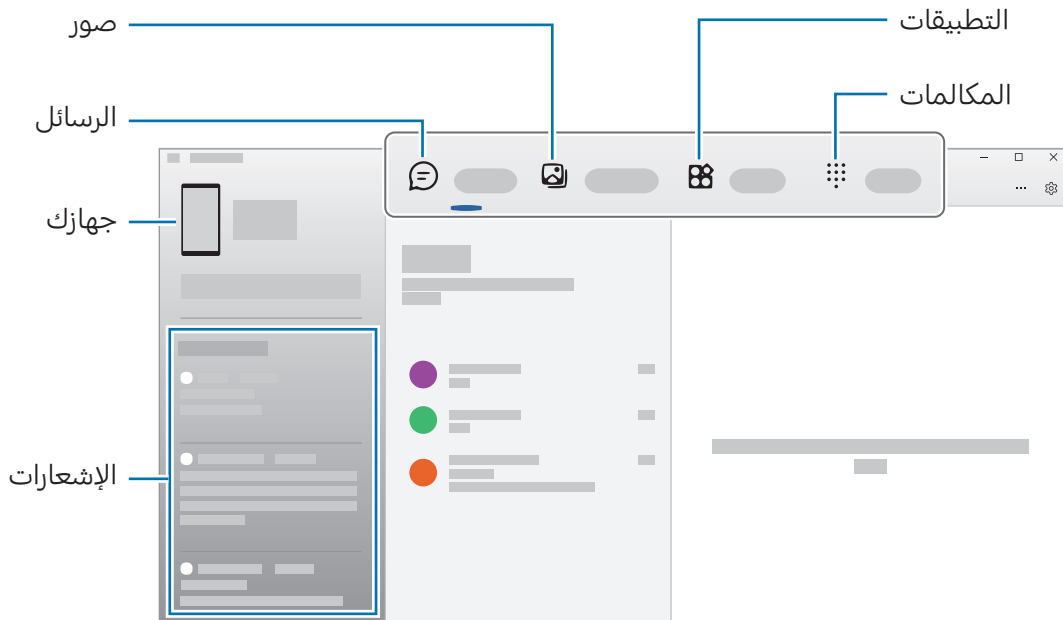 التطبيقات
صور
المكالمات
الرسائل
جهازك
الإشعارات